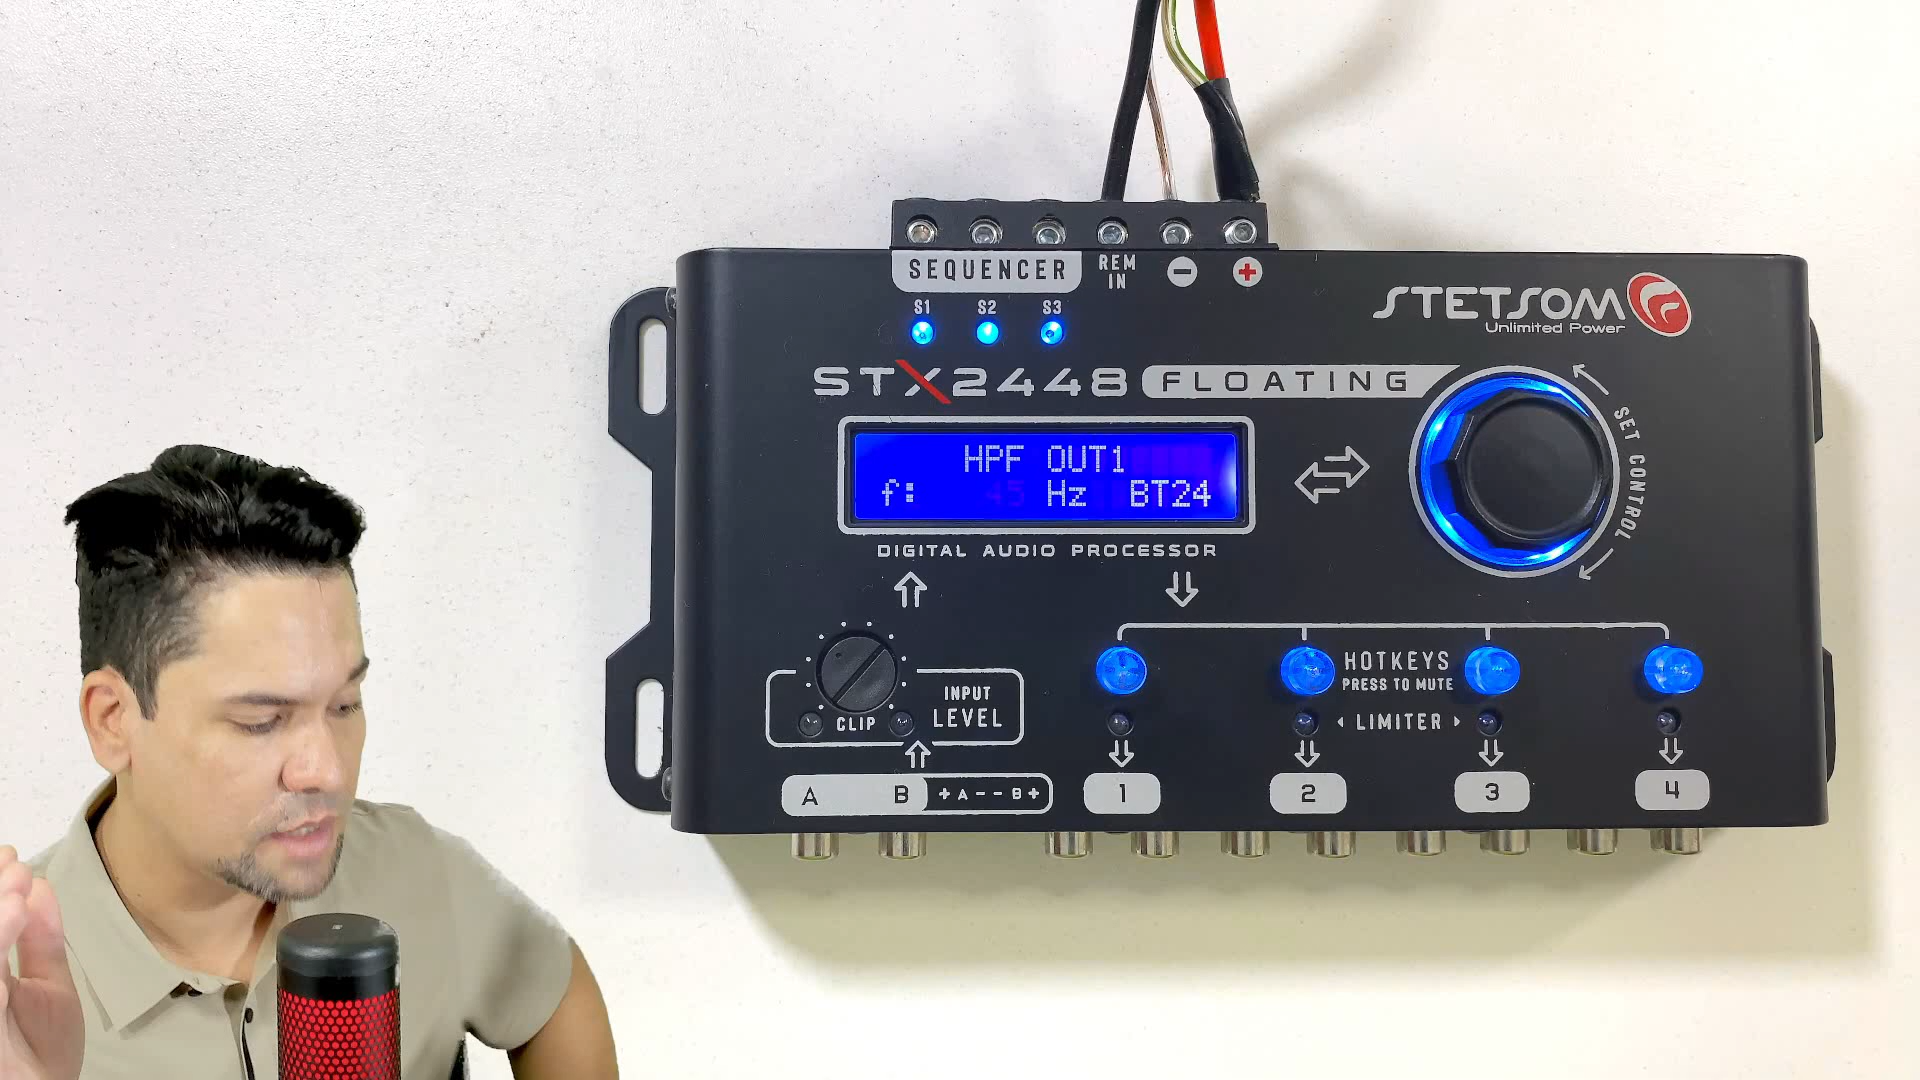 SEQUENCER
REM
IN
S1 S2 S3
STETSOM
Unlimited Power
STX2448 FLOATING
SET CONTROL
HPF OUT1
f: 45 Hz BT24
DIGITAL AUDIO PROCESSOR
INPUT
LEVEL
CLIP
HOTKEYS
PRESS TO MUTE
LIMITER
A B + A - - B +
1 2 3 4